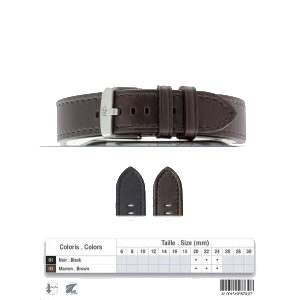 Coloris . Colors
Taille . Size (mm)
6 8 10 12 14 16 18 20 22 24 26 28 30
01 Noir . Black • • •
03 Marron . Brown • • •